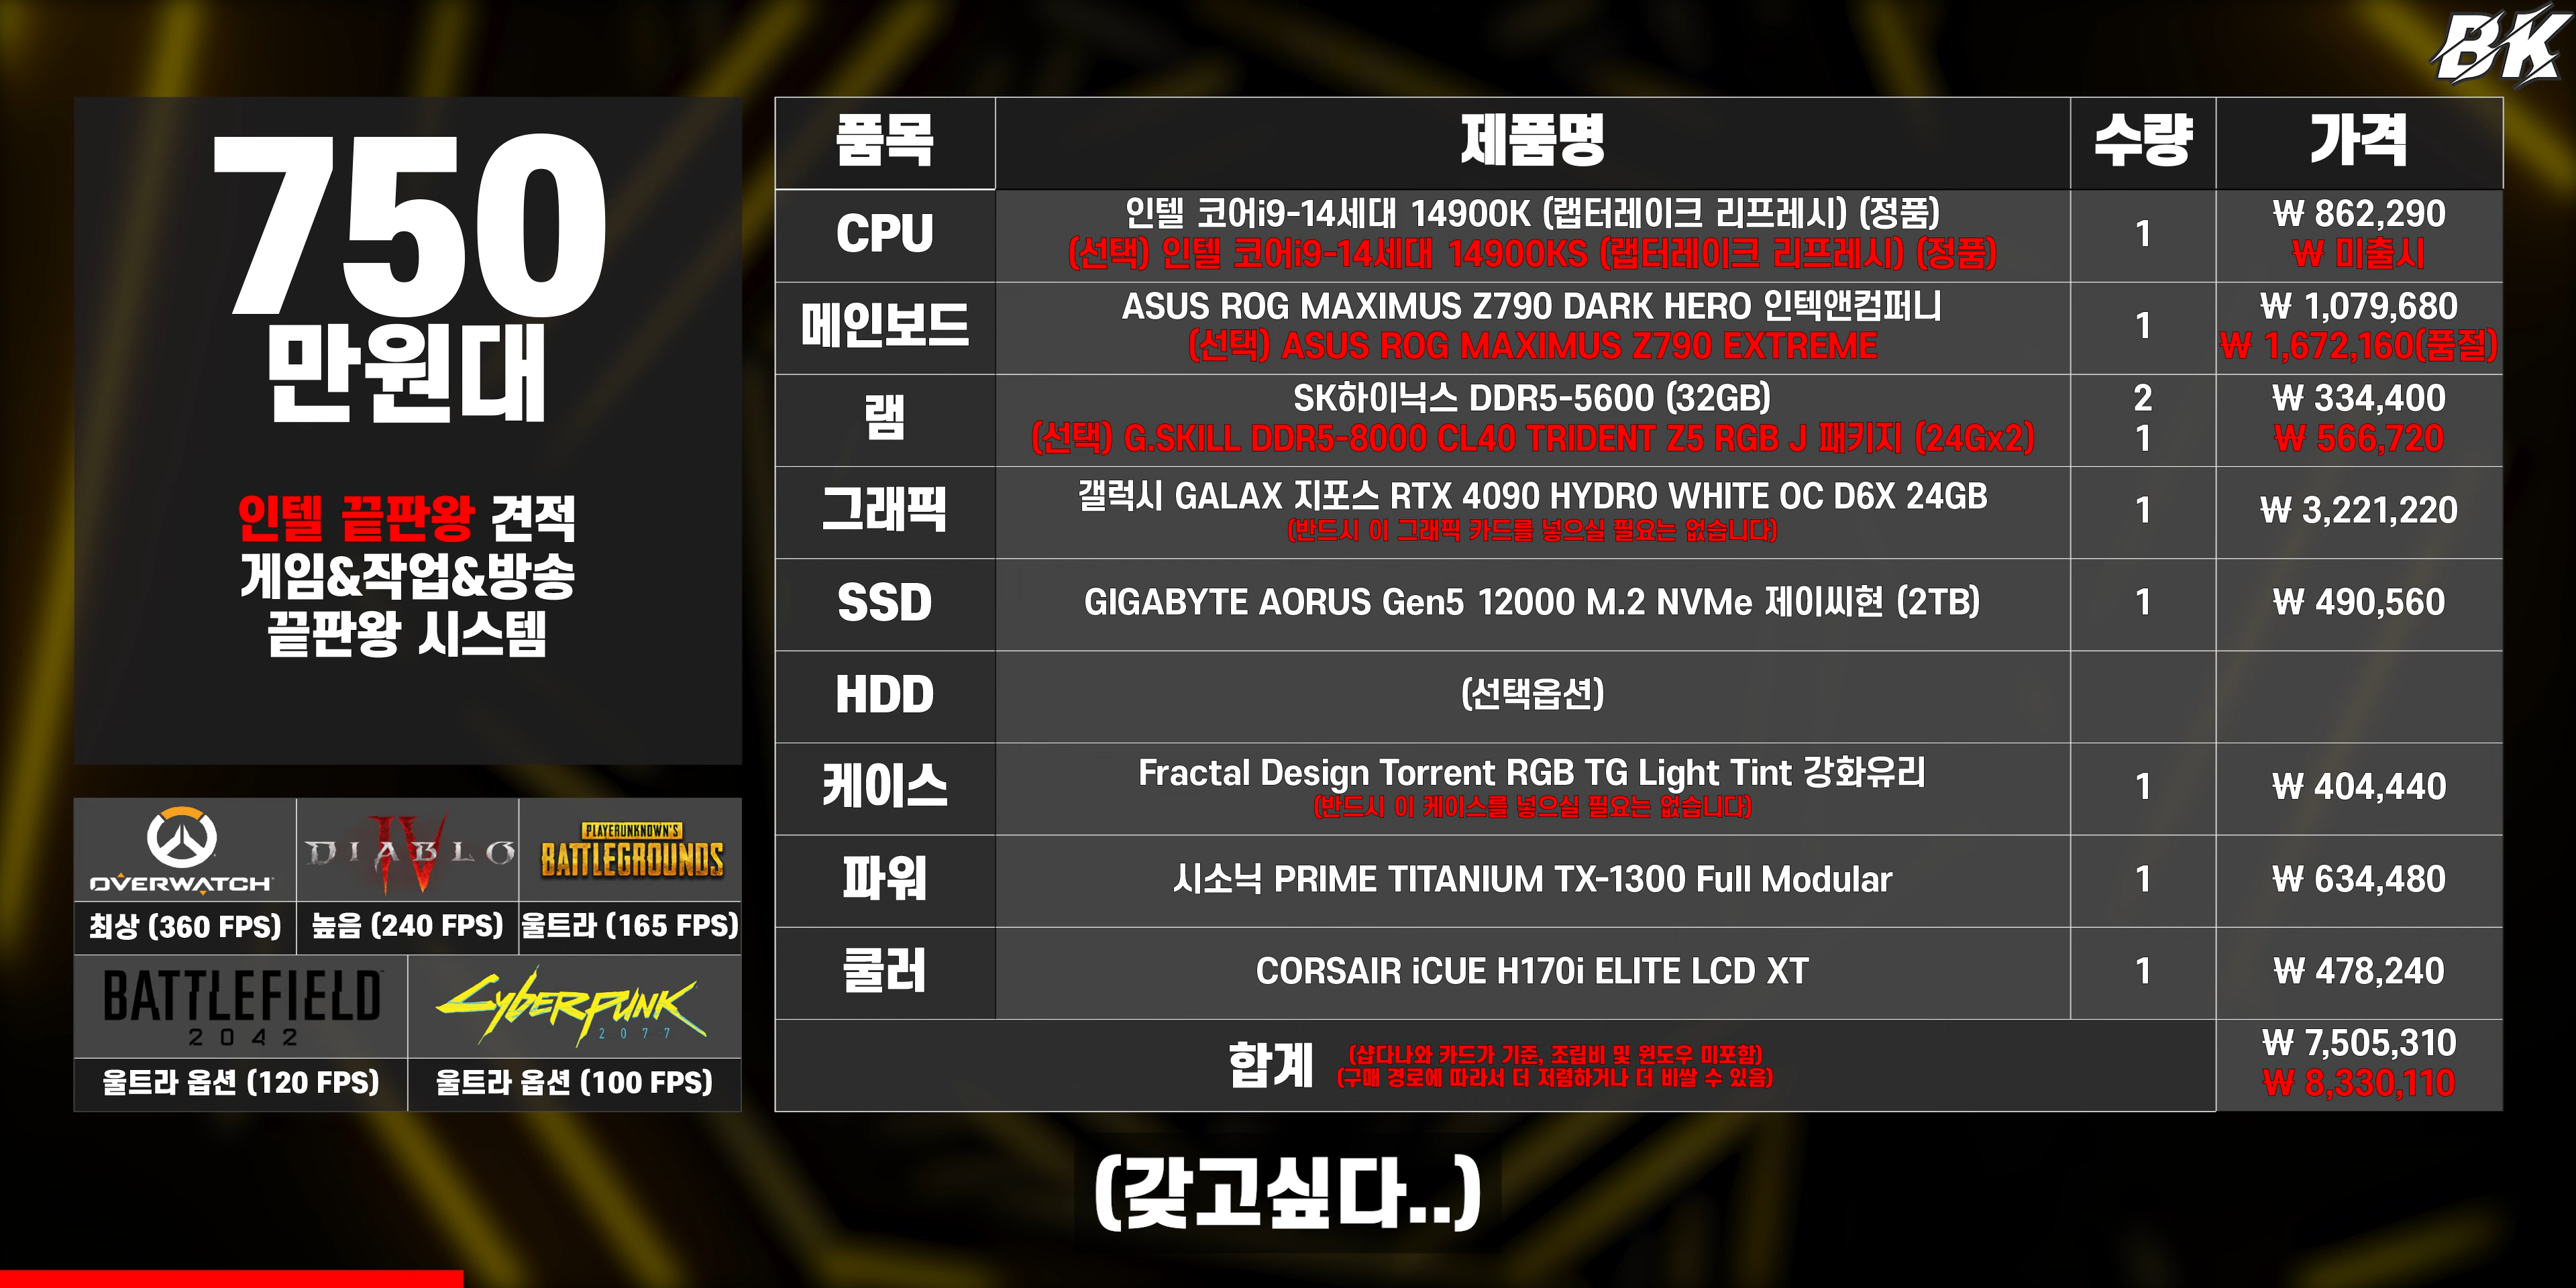 BK
750
만원대
인텔 끝판왕 견적
게임&작업&방송
끝판왕 시스템
OVERWATCH
DIABLO IV
PLAYERUNKNOWN'S
BATTLEGROUNDS
최상 (360 FPS)
높음 (240 FPS)
울트라 (165 FPS)
BATTLEFIELD
2042
CYBERPUNK
2077
울트라 옵션 (120 FPS)
울트라 옵션 (100 FPS)
품목 제품명 수량 가격
CPU 인텔 코어i9-14세대 14900K (랩터레이크 리프레시) (정품) 1 ₩ 862,290
(선택) 인텔 코어i9-14세대 14900KS (랩터레이크 리프레시) (정품) ₩ 미출시
메인보드 ASUS ROG MAXIMUS Z790 DARK HERO 인텍앤컴퍼니 1 ₩ 1,079,680
(선택) ASUS ROG MAXIMUS Z790 EXTREME ₩ 1,672,160(품절)
램 SK하이닉스 DDR5-5600 (32GB) 2 ₩ 334,400
(선택) G.SKILL DDR5-8000 CL40 TRIDENT Z5 RGB J 패키지 (24Gx2) 1 ₩ 566,720
그래픽 갤럭시 GALAX 지포스 RTX 4090 HYDRO WHITE OC D6X 24GB 1 ₩ 3,221,220
(반드시 이 그래픽 카드를 넣으실 필요는 없습니다)
SSD GIGABYTE AORUS Gen5 12000 M.2 NVMe 제이씨현 (2TB) 1 ₩ 490,560
HDD (선택옵션)
케이스 Fractal Design Torrent RGB TG Light Tint 강화유리 1 ₩ 404,440
(반드시 이 케이스를 넣으실 필요는 없습니다)
파워 시소닉 PRIME TITANIUM TX-1300 Full Modular 1 ₩ 634,480
쿨러 CORSAIR iCUE H170i ELITE LCD XT 1 ₩ 478,240
합계 (샵다나와 카드가 기준, 조립비 및 윈도우 미포함) ₩ 7,505,310
(구매 경로에 따라서 더 저렴하거나 더 비쌀 수 있음) ₩ 8,330,110
(갖고싶다..)